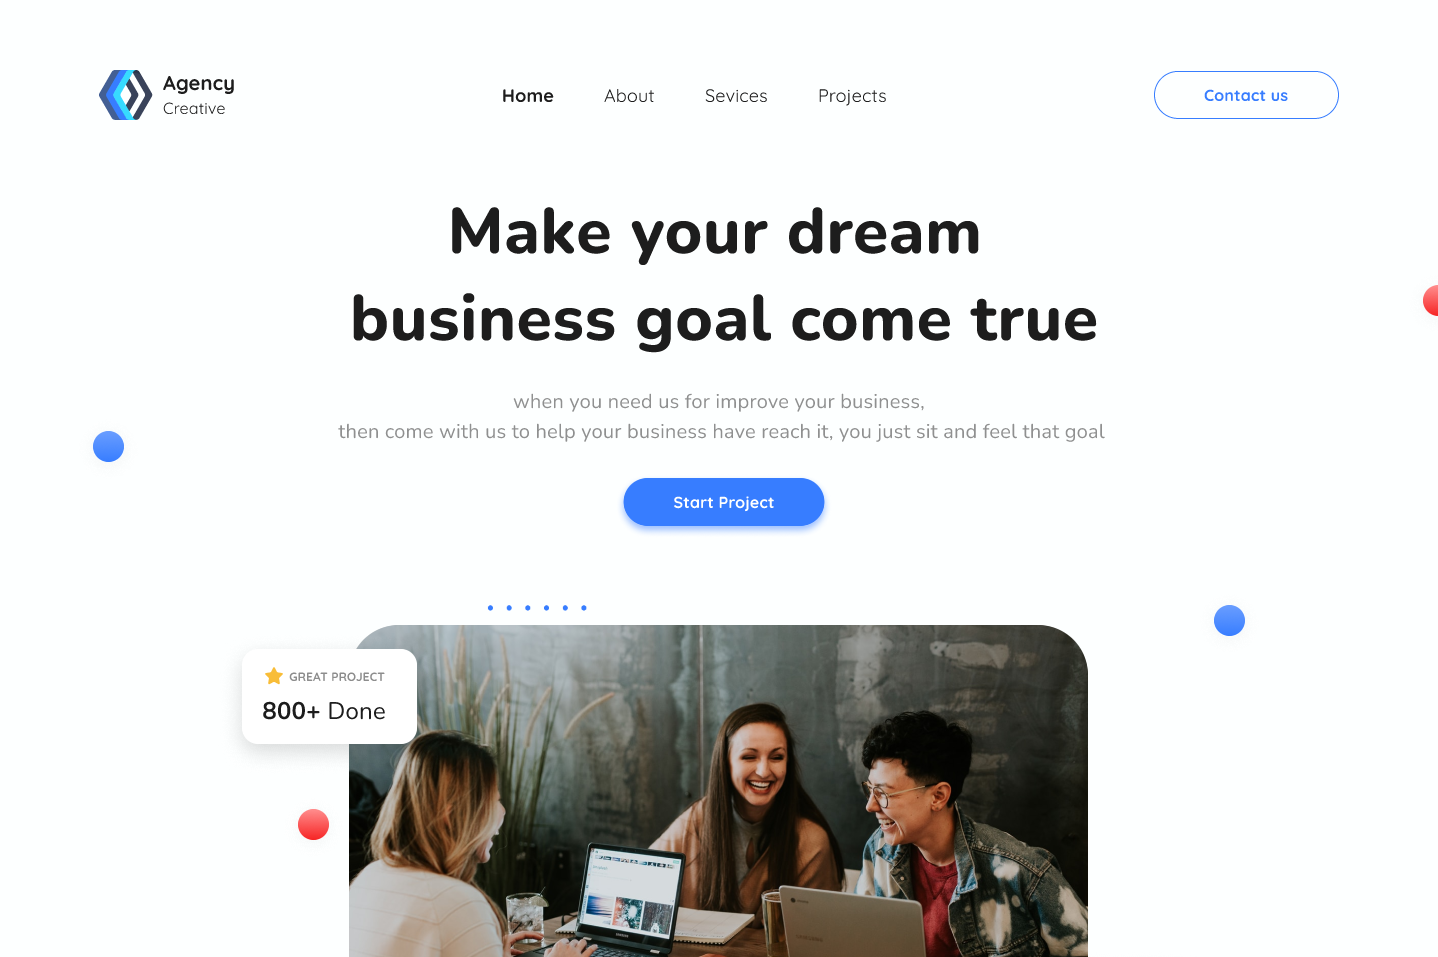 Agency
Creative
Home
About
Sevices
Projects
Contact us
Make your dream
business goal come true
when you need us for improve your business,
then come with us to help your business have reach it, you just sit and feel that goal
Start Project
GREAT PROJECT
800+ Done